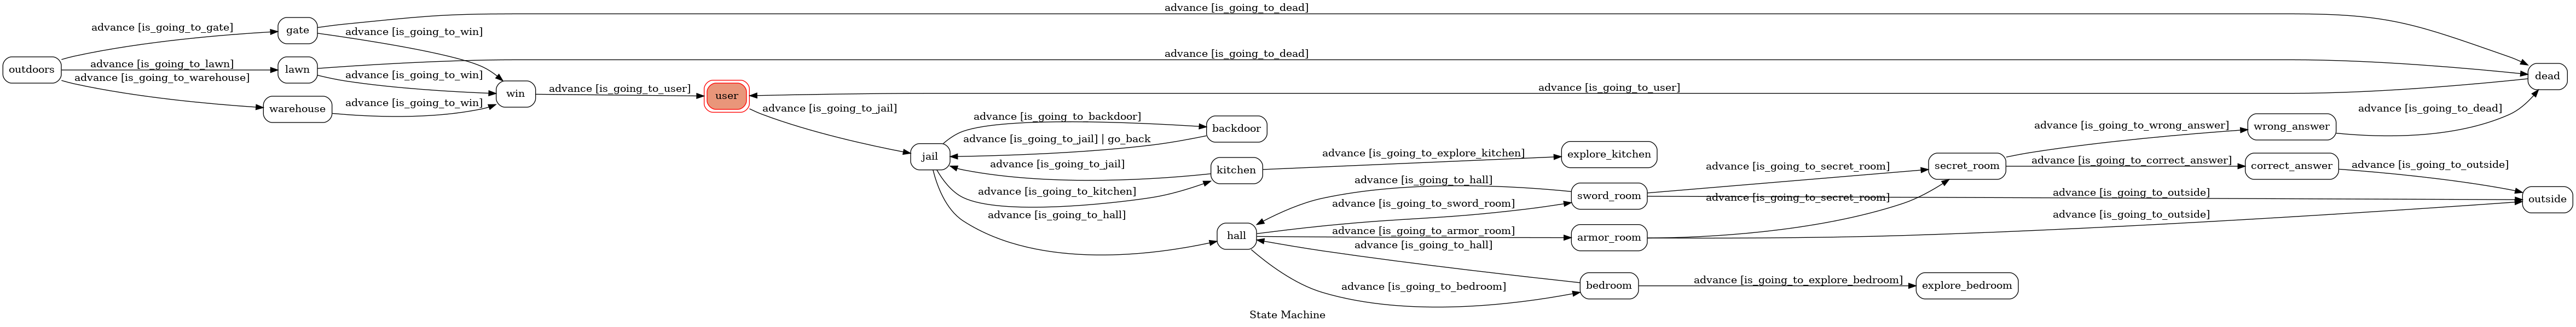 advance [is_going_to_dead]
advance [is_going_to_gate]
gate
advance [is_going_to_win]
advance [is_going_to_dead]
outdoors
advance [is_going_to_lawn]
lawn
advance [is_going_to_warehouse]
advance [is_going_to_win]
dead
win
advance [is_going_to_user]
user
advance [is_going_to_user]
warehouse
advance [is_going_to_win]
advance [is_going_to_jail]
advance [is_going_to_dead]
advance [is_going_to_backdoor]
backdoor
advance [is_going_to_wrong_answer]
wrong_answer
advance [is_going_to_jail] | go_back
jail
advance [is_going_to_explore_kitchen]
explore_kitchen
advance [is_going_to_jail]
kitchen
advance [is_going_to_secret_room]
secret_room
advance [is_going_to_correct_answer]
correct_answer
advance [is_going_to_outside]
advance [is_going_to_hall]
advance [is_going_to_kitchen]
sword_room
advance [is_going_to_outside]
advance [is_going_to_secret_room]
outside
advance [is_going_to_sword_room]
advance [is_going_to_hall]
advance [is_going_to_outside]
hall
advance [is_going_to_armor_room]
armor_room
advance [is_going_to_hall]
advance [is_going_to_explore_bedroom]
advance [is_going_to_bedroom]
bedroom
explore_bedroom
State Machine